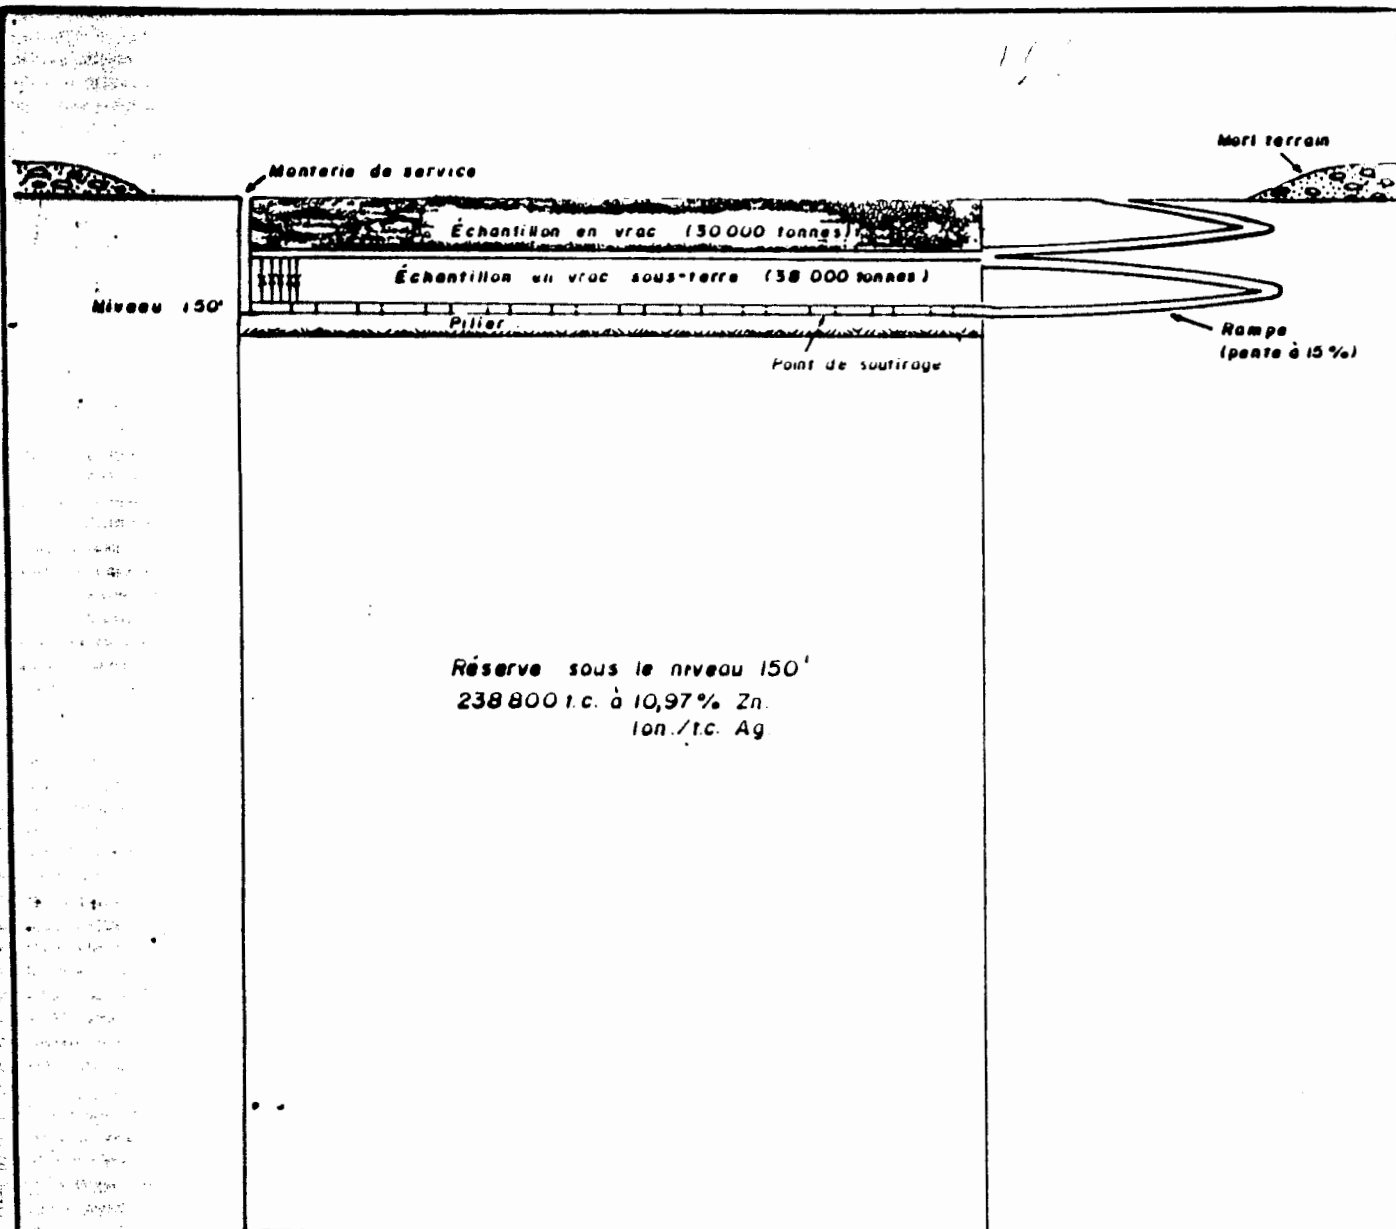 Mort terrain
Monterie de service
Échantillon en vrac (30 000 tonnes)
Échantillon en vrac sous-terre (38 000 tonnes)
Niveau 150'
Pilier
Rampe
(pente à 15 %)
Point de soutirage
Réserve sous le niveau 150'
238 800 t.c. à 10,97 % Zn.
1on./t.c. Ag